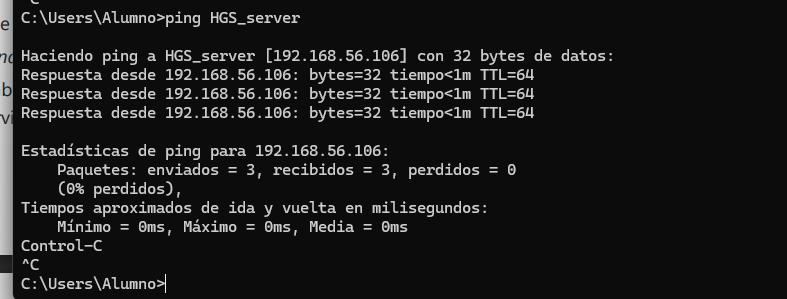 C:\Users\Alumno>ping HGS_server
Haciendo ping a HGS_server [192.168.56.106] con 32 bytes de datos:
Respuesta desde 192.168.56.106: bytes=32 tiempo<1m TTL=64
Respuesta desde 192.168.56.106: bytes=32 tiempo<1m TTL=64
Respuesta desde 192.168.56.106: bytes=32 tiempo<1m TTL=64
Estadísticas de ping para 192.168.56.106:
    Paquetes: enviados = 3, recibidos = 3, perdidos = 0
    (0% perdidos),
Tiempos aproximados de ida y vuelta en milisegundos:
    Mínimo = 0ms, Máximo = 0ms, Media = 0ms
Control-C
^C
C:\Users\Alumno>